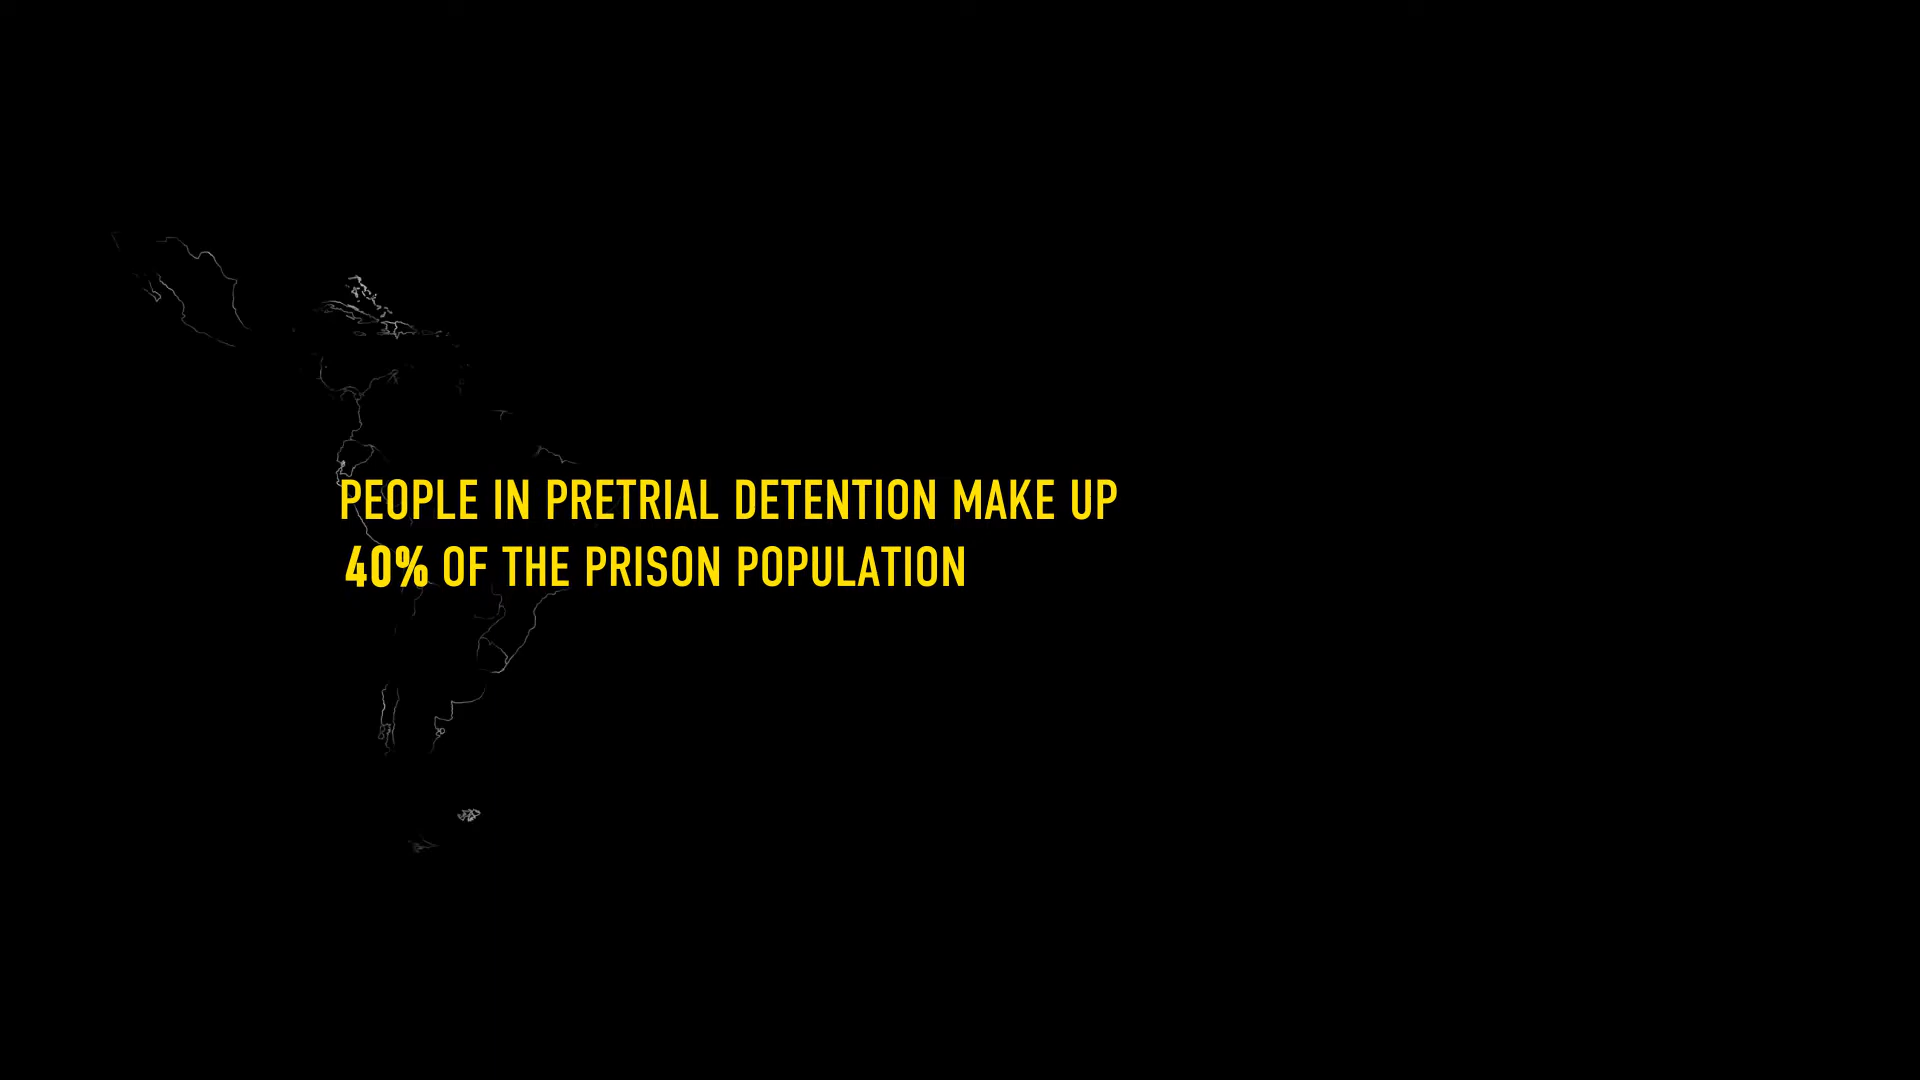 PEOPLE IN PRETRIAL DETENTION MAKE UP
40% OF THE PRISON POPULATION